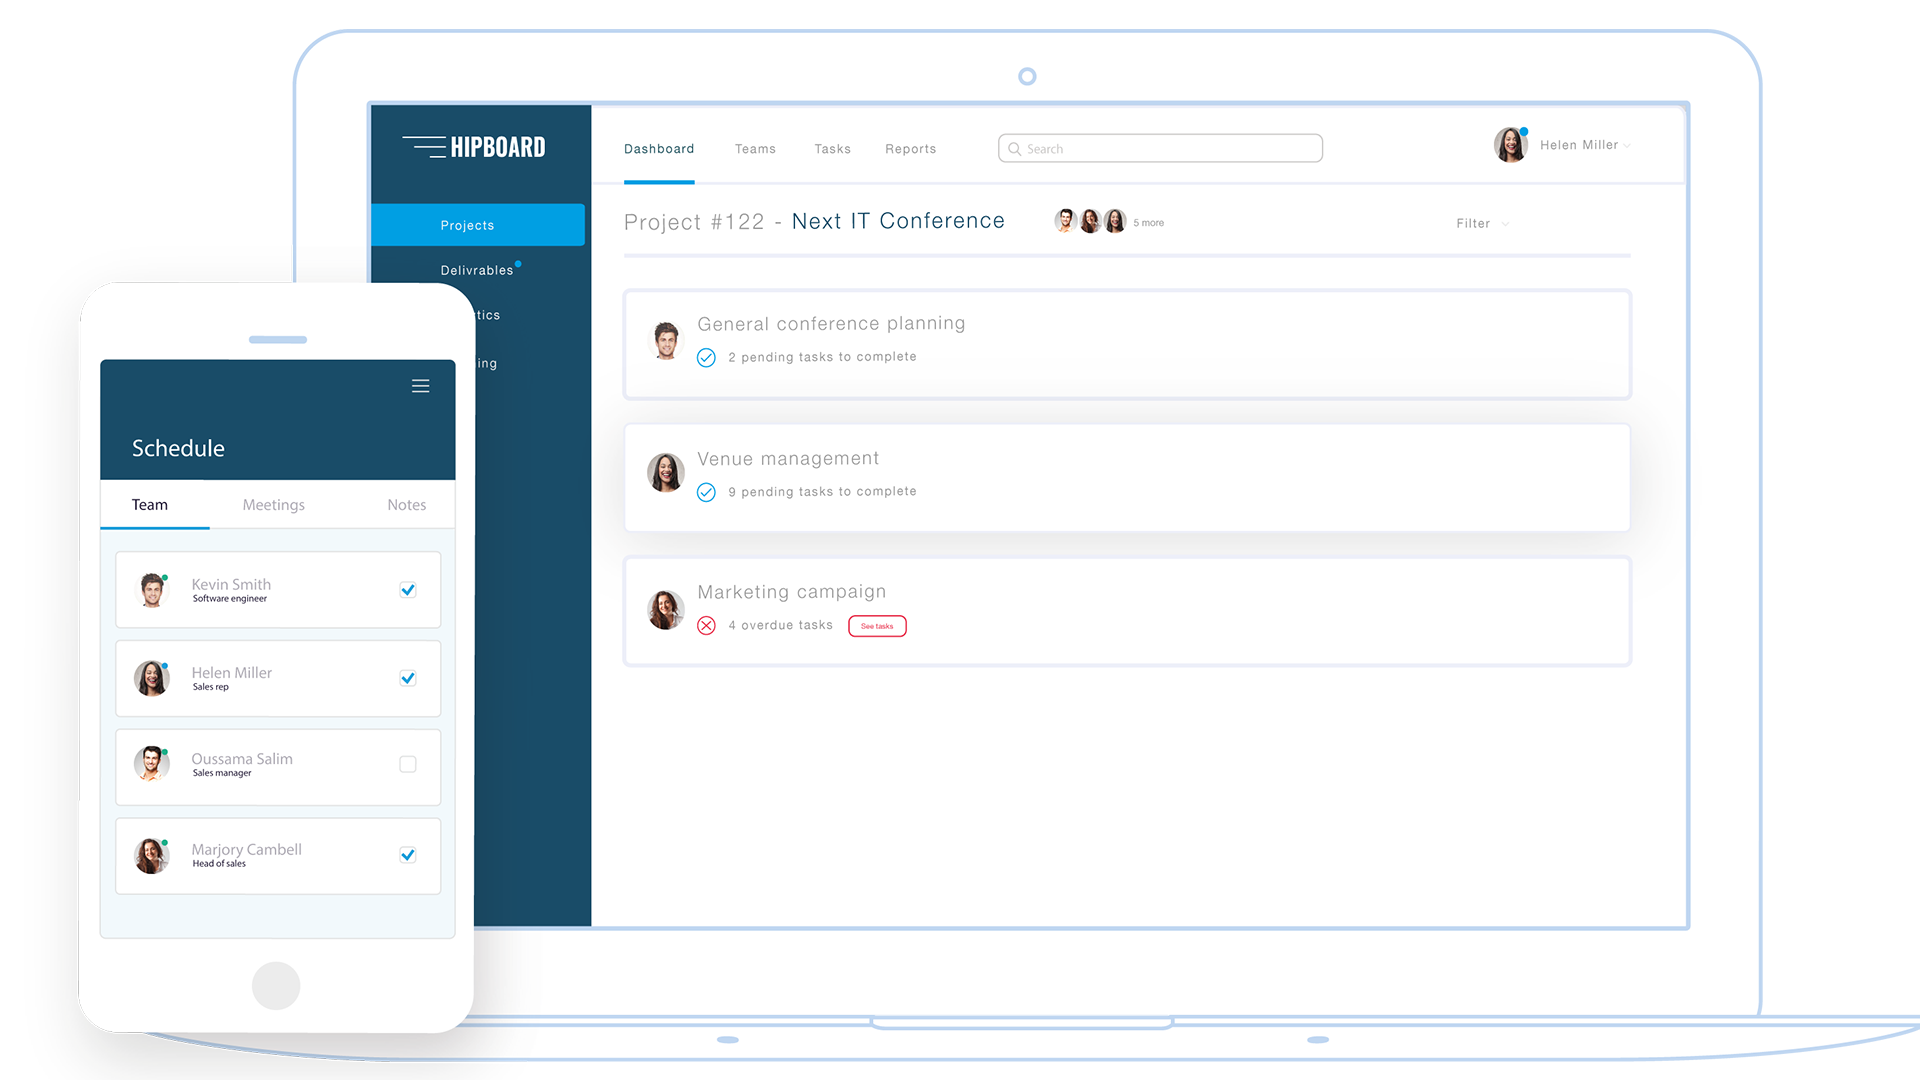 HIPBOARD
Dashboard Teams Tasks Reports
Search
Helen Miller
Projects
Delivrables
tics
ing
Project #122 - Next IT Conference
5 more
Filter
General conference planning
2 pending tasks to complete
Venue management
9 pending tasks to complete
Marketing campaign
4 overdue tasks
See tasks
Schedule
Team Meetings Notes
Kevin Smith
Software engineer
Helen Miller
Sales rep
Oussama Salim
Sales manager
Marjory Cambell
Head of sales